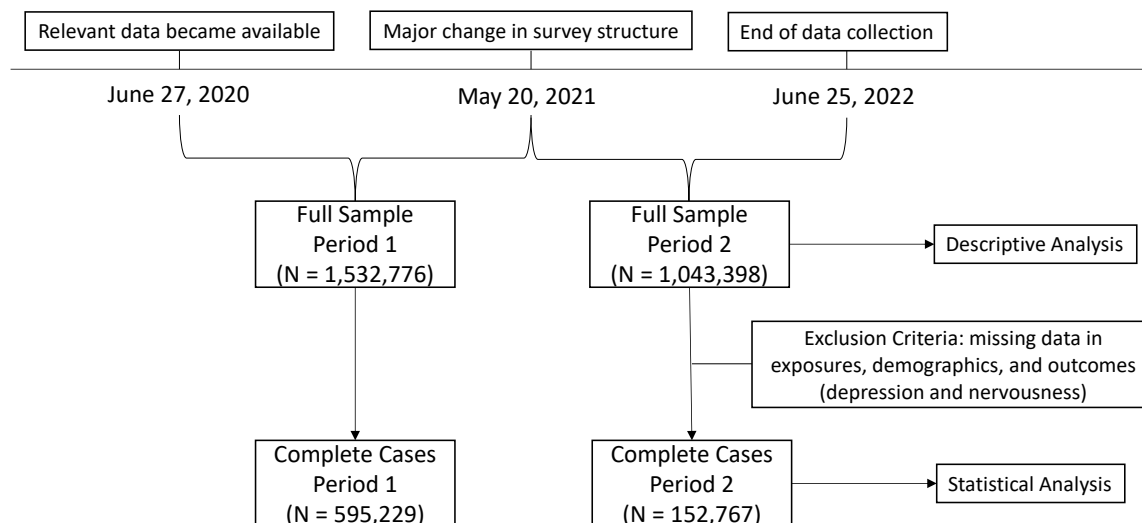 Relevant data became available
Major change in survey structure
End of data collection
June 27, 2020
May 20, 2021
June 25, 2022
Full Sample
Period 1
(N = 1,532,776)
Full Sample
Period 2
(N = 1,043,398)
Descriptive Analysis
Exclusion Criteria: missing data in
exposures, demographics, and outcomes
(depression and nervousness)
Complete Cases
Period 1
(N = 595,229)
Complete Cases
Period 2
(N = 152,767)
Statistical Analysis